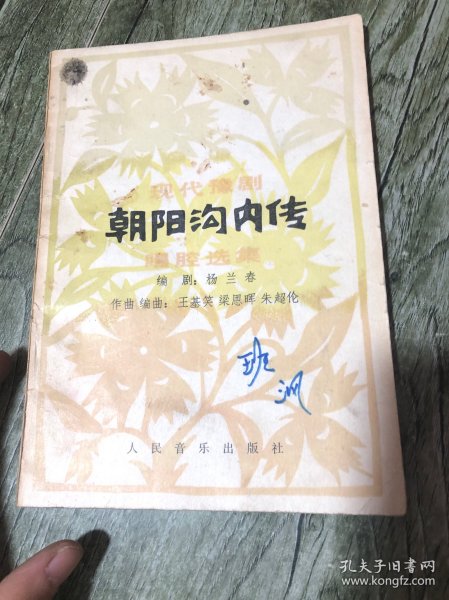 现代豫剧
朝阳沟内传
唱腔选集
编 剧：杨兰春
作曲 编曲：王基笑 梁思晖 朱超伦
班
人民音乐出版社
孔夫子旧书网
www.kongfz.com